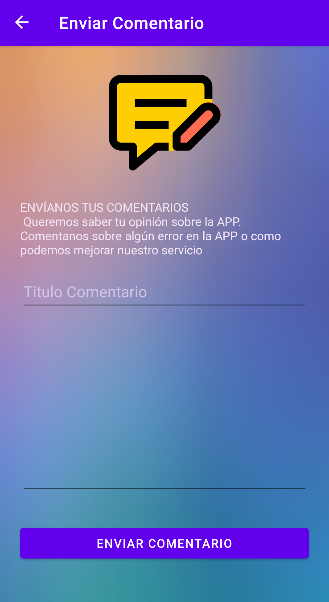 Enviar Comentario
ENVÍANOS TUS COMENTARIOS
Queremos saber tu opinión sobre la APP.
Comentanos sobre algún error en la APP o como
podemos mejorar nuestro servicio
Titulo Comentario
ENVIAR COMENTARIO